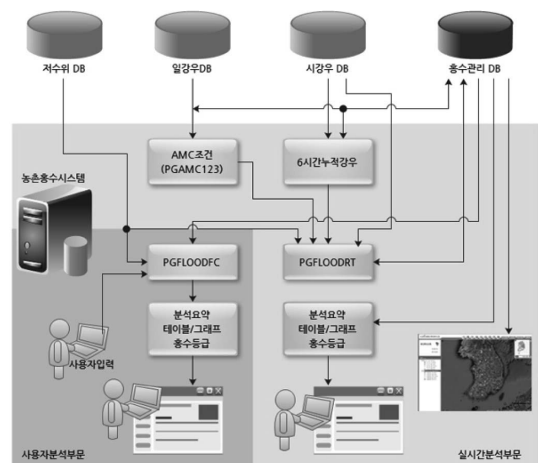 저수위 DB
일강우DB
시강우 DB
홍수관리 DB
AMC조건
(PGAMC123)
6시간누적강우
농촌홍수시스템
PGFLOODFC
PGFLOODRT
분석요약
테이블/그래프
홍수등급
분석요약
테이블/그래프
홍수등급
사용자입력
사용자분석부문
실시간분석부문